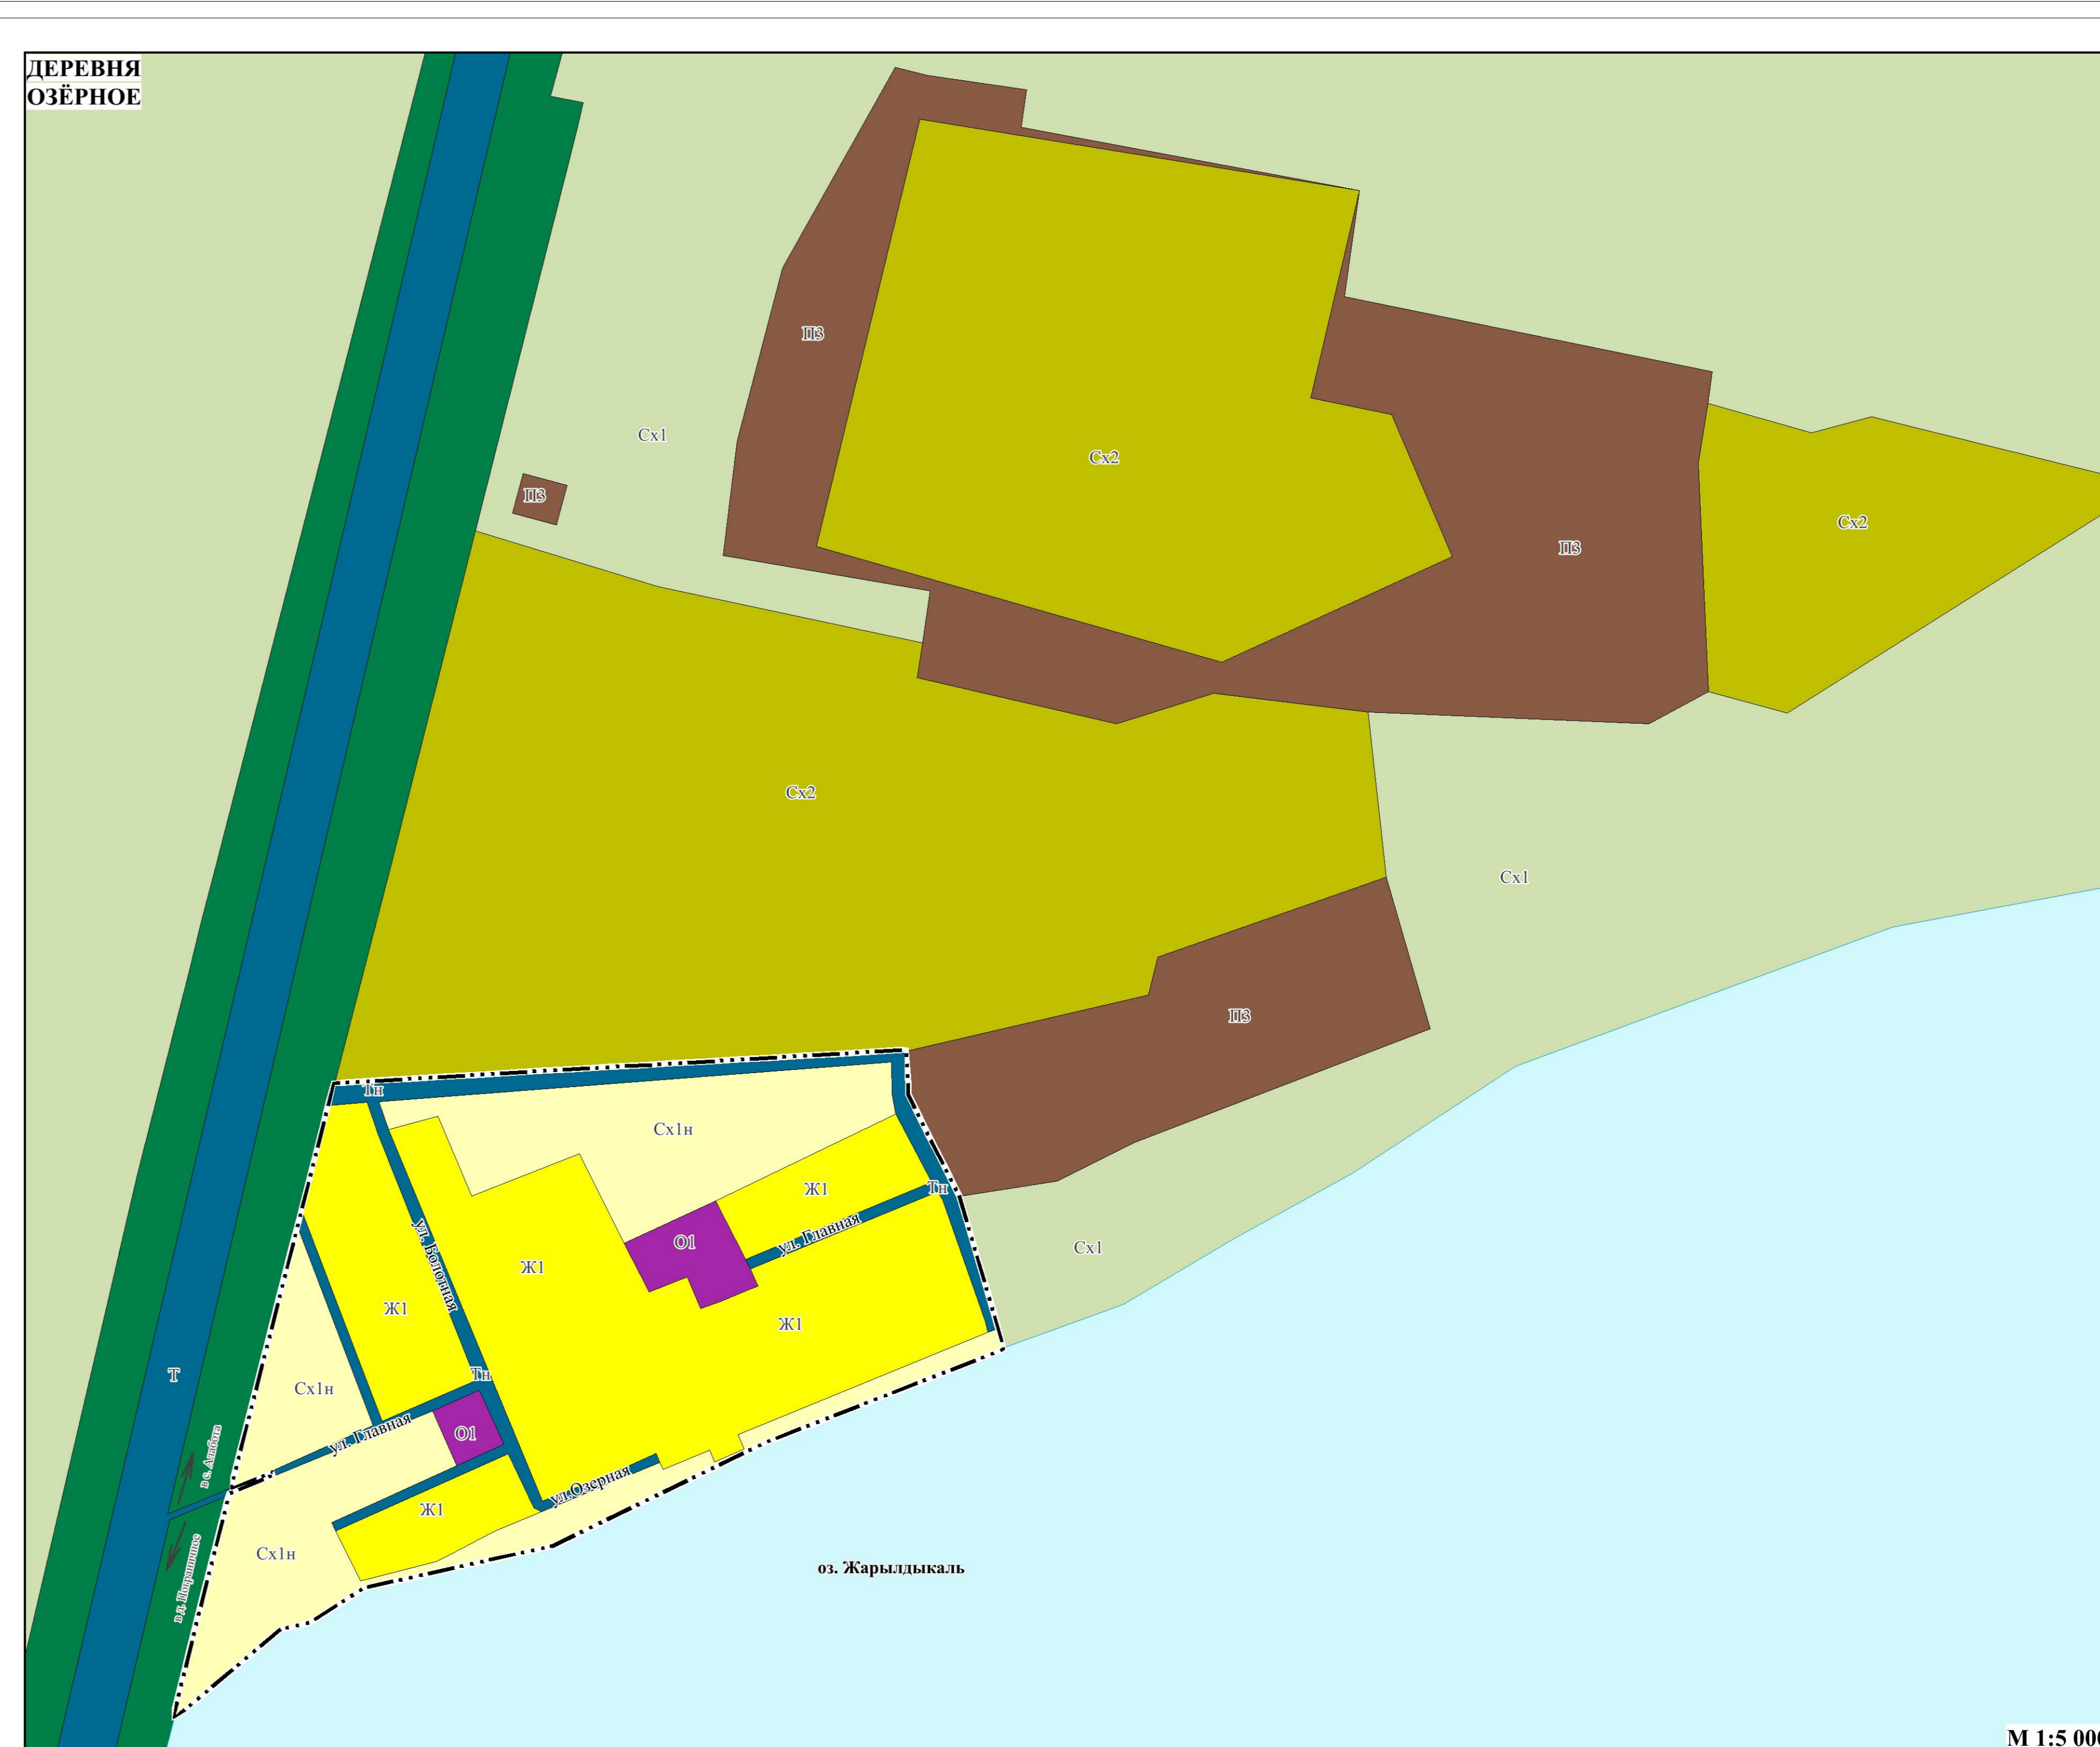 ДЕРЕВНЯ
ОЗЁРНОЕ
П3
Сх1
Сх2
П3
Сх2
П3
Сх2
Сх1
П3
Тн
Сх1н
Ж1
Тн
ул. Главная
О1
Сх1
ул. Болотная
Ж1
Ж1
Ж1
Т
Тн
Сх1н
ул. Главная
О1
в с. Алабота
ул.Озерная
Ж1
Сх1н
оз. Жарылдыкаль
в д. Пограничное
М 1:5 000